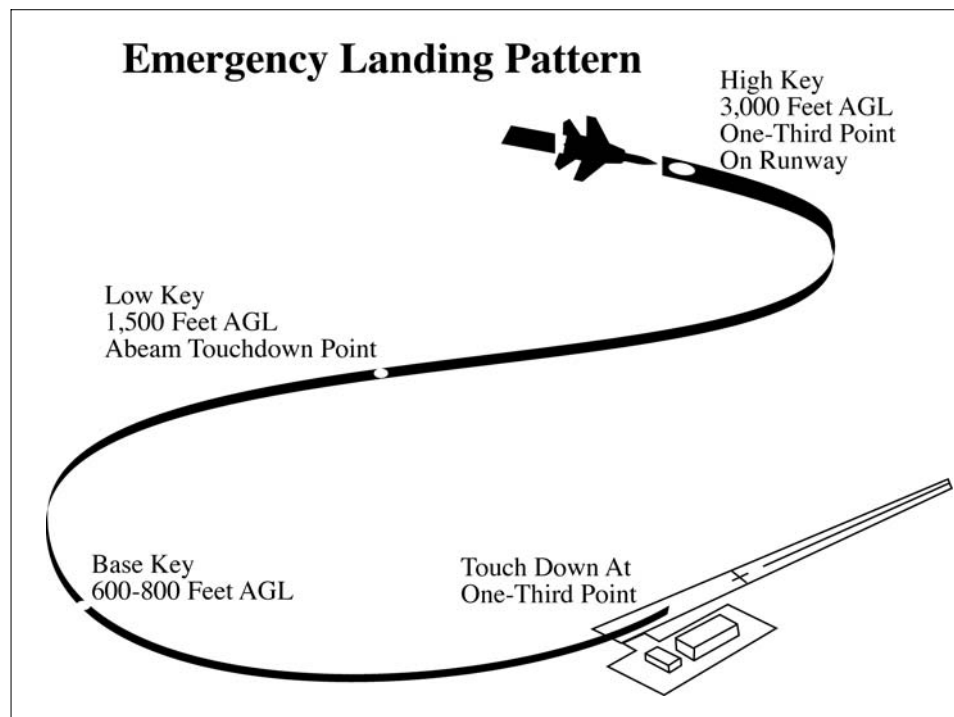 Emergency Landing Pattern
High Key
3,000 Feet AGL
One-Third Point
On Runway
Low Key
1,500 Feet AGL
Abeam Touchdown Point
Base Key
600-800 Feet AGL
Touch Down At
One-Third Point